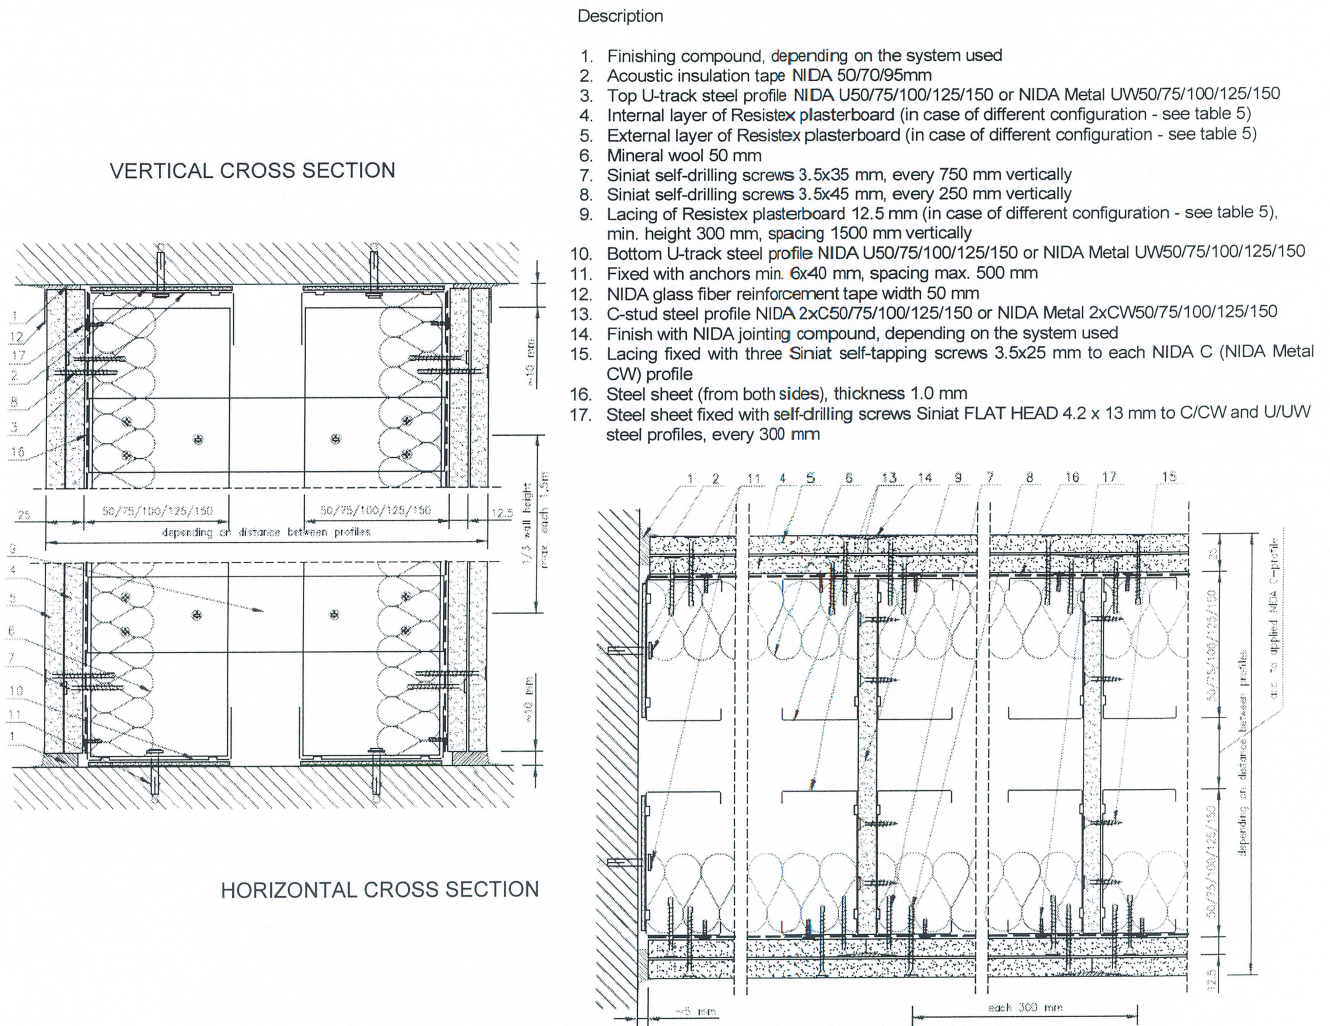 Description
1. Finishing compound, depending on the system used
2. Acoustic insulation tape NIDA 50/70/95mm
3. Top U-track steel profile NIDA U50/75/100/125/150 or NIDA Metal UW50/75/100/125/150
4. Internal layer of Resistex plasterboard (in case of different configuration - see table 5)
5. External layer of Resistex plasterboard (in case of different configuration - see table 5)
6. Mineral wool 50 mm
7. Siniat self-drilling screws 3.5x35 mm, every 750 mm vertically
8. Siniat self-drilling screws 3.5x45 mm, every 250 mm vertically
9. Lacing of Resistex plasterboard 12.5 mm (in case of different configuration - see table 5),
min. height 300 mm, spacing 1500 mm vertically
10. Bottom U-track steel profile NIDA U50/75/100/125/150 or NIDA Metal UW50/75/100/125/150
11. Fixed with anchors min. 6x40 mm, spacing max. 500 mm
12. NIDA glass fiber reinforcement tape width 50 mm
13. C-stud steel profile NIDA 2xC50/75/100/125/150 or NIDA Metal 2xCW50/75/100/125/150
14. Finish with NIDA jointing compound, depending on the system used
15. Lacing fixed with three Siniat self-tapping screws 3.5x25 mm to each NIDA C (NIDA Metal
CW) profile
16. Steel sheet (from both sides), thickness 1.0 mm
17. Steel sheet fixed with self-drilling screws Siniat FLAT HEAD 4.2 x 13 mm to C/CW and U/UW
steel profiles, every 300 mm
VERTICAL CROSS SECTION
1
12
17
2
8
3
16
~10 mm
25
50/75/100/125/150
50/75/100/125/150
12.5
depending on distance between profiles
1/3 wall height
max. each 1,5m
9
4
5
6
7
10
11
1
~10 mm
HORIZONTAL CROSS SECTION
1 2 11 4 5 6 13 14 9 7 8 16 17 15
25
50/75/100/125/150
50/75/100/125/150
12.5
depending on distance between profiles
due to applied NIDA C-profile
~5 mm
each 300 mm